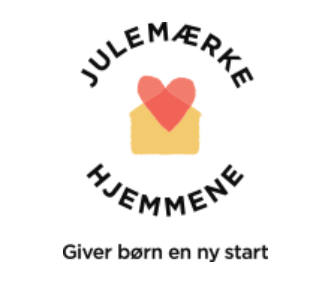 JULEMÆRKE
HJEMMENE
Giver børn en ny start